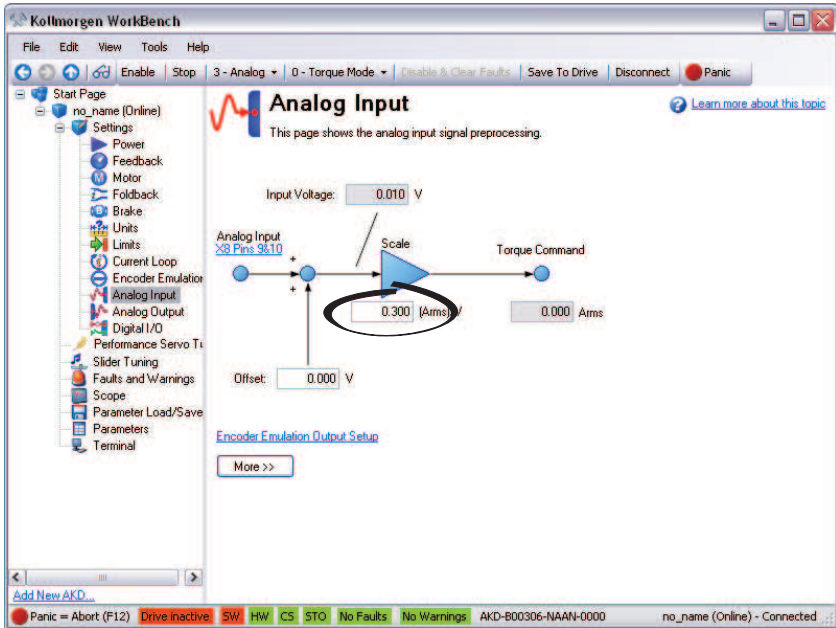 Kollmorgen WorkBench
File Edit View Tools Help
Enable Stop 3 - Analog 0 - Torque Mode Disable & Clear Faults Save To Drive Disconnect Panic
Start Page
no_name (Online)
Settings
Power
Feedback
Motor
Foldback
Brake
Units
Limits
Current Loop
Encoder Emulation
Analog Input
Analog Output
Digital I/O
Performance Servo Tu
Slider Tuning
Faults and Warnings
Scope
Parameter Load/Save
Parameters
Terminal
Add New AKD...
Analog Input
Learn more about this topic
This page shows the analog input signal preprocessing.
Input Voltage: 0.010 V
Analog Input
X8 Pins 9&10
+
+
Scale
Torque Command
0.300 (Arms)/V
0.000 Arms
Offset: 0.000 V
Encoder Emulation Output Setup
More >>
Panic = Abort (F12) Drive inactive SW HW CS STO No Faults No Warnings AKD-B00306-NAAN-0000 no_name (Online) - Connected